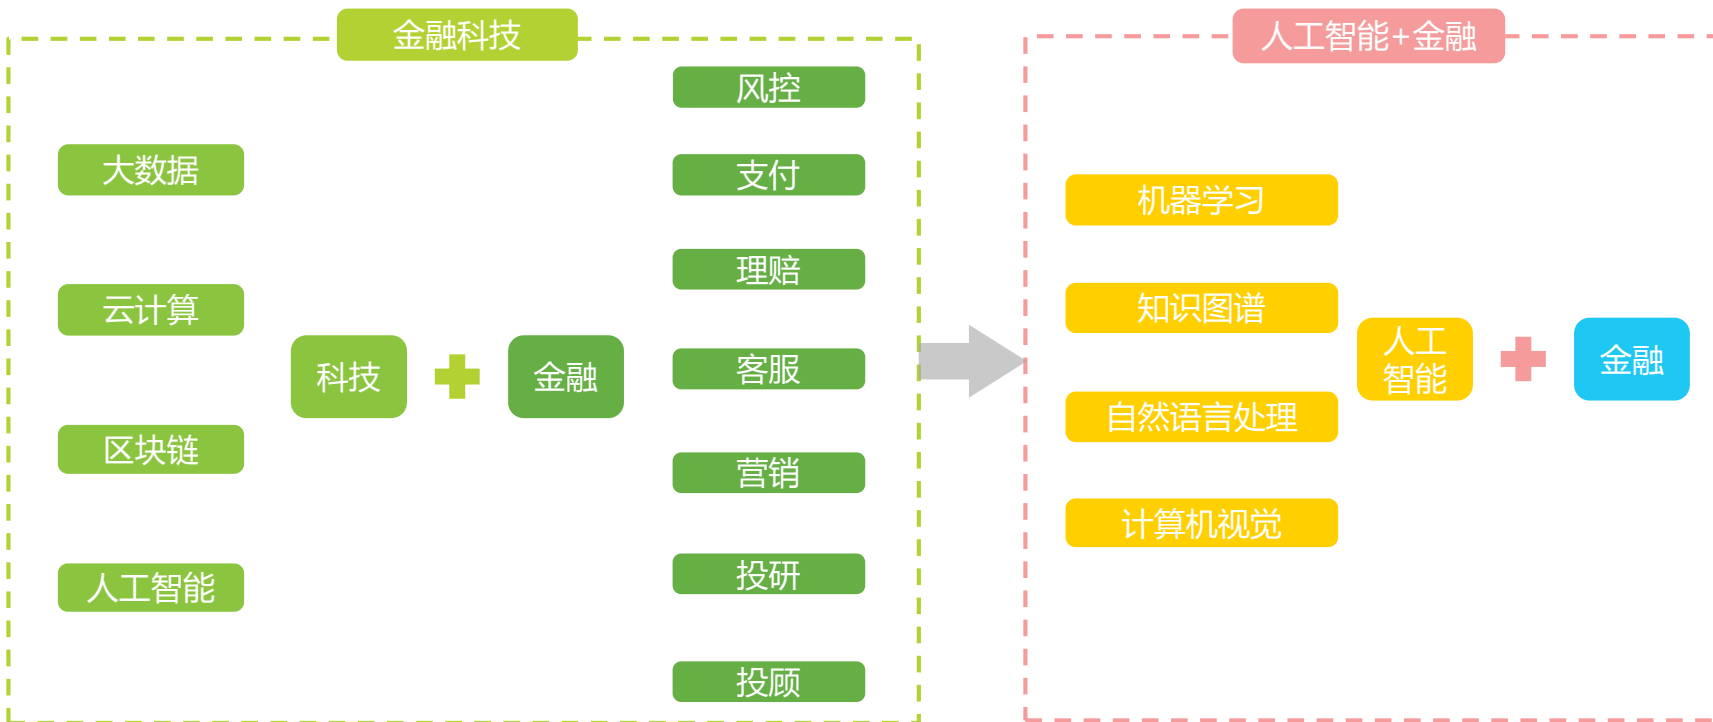 金融科技
大数据
云计算
区块链
人工智能
科技
金融
风控
支付
理赔
客服
营销
投研
投顾
人工智能+金融
机器学习
知识图谱
自然语言处理
计算机视觉
人工
智能
金融